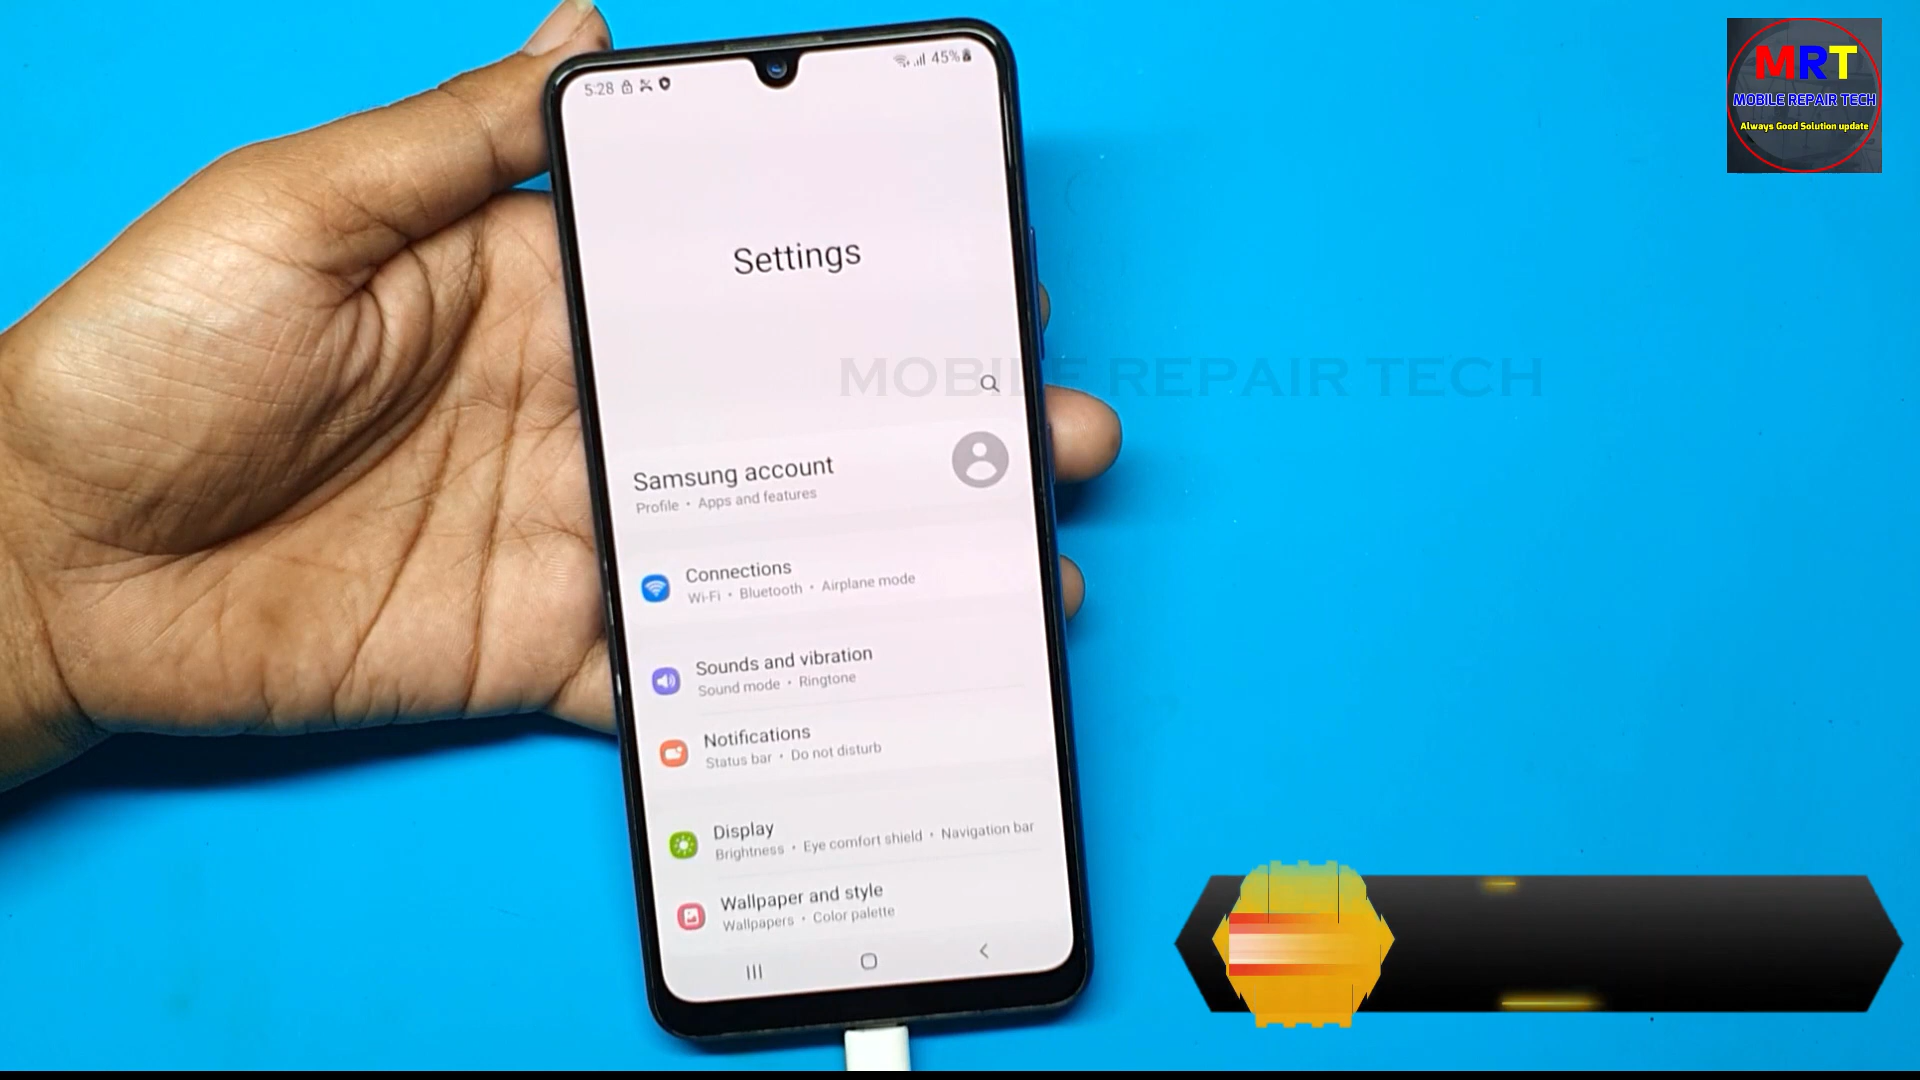 MRT
MOBILE REPAIR TECH
Always Good Solution update
5:28
45%
Settings
MOBILE REPAIR TECH
Samsung account
Profile • Apps and features
Connections
Wi-Fi • Bluetooth • Airplane mode
Sounds and vibration
Sound mode • Ringtone
Notifications
Status bar • Do not disturb
Display
Brightness • Eye comfort shield • Navigation bar
Wallpaper and style
Wallpapers • Color palette